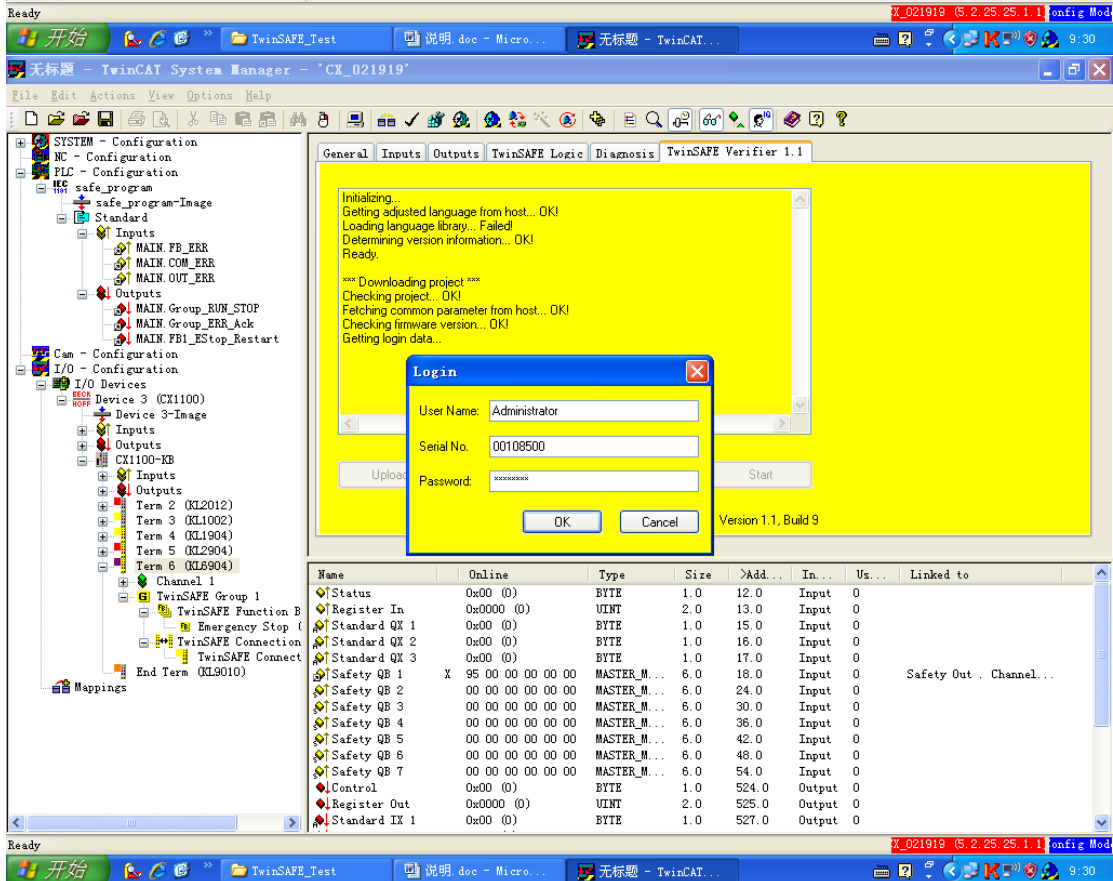 Ready
X_021919 (5.2.25.25.1.1 Config Mod
开始 » TwinSAFE_Test 说明.doc - Micro... 无标题 - TwinCAT... 9:30
无标题 - TwinCAT System Manager - 'CX_021919'
File Edit Actions View Options Help
SYSTEM - Configuration
NC - Configuration
PLC - Configuration
safe_program
safe_program-Image
Standard
Inputs
MAIN.FB_ERR
MAIN.COM_ERR
MAIN.OUT_ERR
Outputs
MAIN.Group_RUN_STOP
MAIN.Group_ERR_Ack
MAIN.FB1_EStop_Restart
Cam - Configuration
I/O - Configuration
I/O Devices
Device 3 (CX1100)
Device 3-Image
Inputs
Outputs
CX1100-KB
Inputs
Outputs
Term 2 (KL2012)
Term 3 (KL1002)
Term 4 (KL1904)
Term 5 (KL2904)
Term 6 (KL6904)
Channel 1
TwinSAFE Group 1
TwinSAFE Function B
Emergency Stop (
TwinSAFE Connection
TwinSAFE Connect
End Term (KL9010)
Mappings
General Inputs Outputs TwinSAFE Logic Diagnosis TwinSAFE Verifier 1.1
Initializing...
Getting adjusted language from host... OK!
Loading language library... Failed!
Determining version information... OK!
Ready.
*** Downloading project ***
Checking project... OK!
Fetching common parameter from host... OK!
Checking firmware version... OK!
Getting login data...
Login
User Name: Administrator
Serial No. 00108500
Password: ××××××××
OK Cancel
Upload
Start
Version 1.1, Build 9
Name Online Type Size >Add... In... Us... Linked to
Status 0x00 (0) BYTE 1.0 12.0 Input 0
Register In 0x0000 (0) UINT 2.0 13.0 Input 0
Standard QX 1 0x00 (0) BYTE 1.0 15.0 Input 0
Standard QX 2 0x00 (0) BYTE 1.0 16.0 Input 0
Standard QX 3 0x00 (0) BYTE 1.0 17.0 Input 0
Safety QB 1 X 95 00 00 00 00 00 MASTER_M... 6.0 18.0 Input 0 Safety Out . Channel...
Safety QB 2 00 00 00 00 00 00 MASTER_M... 6.0 24.0 Input 0
Safety QB 3 00 00 00 00 00 00 MASTER_M... 6.0 30.0 Input 0
Safety QB 4 00 00 00 00 00 00 MASTER_M... 6.0 36.0 Input 0
Safety QB 5 00 00 00 00 00 00 MASTER_M... 6.0 42.0 Input 0
Safety QB 6 00 00 00 00 00 00 MASTER_M... 6.0 48.0 Input 0
Safety QB 7 00 00 00 00 00 00 MASTER_M... 6.0 54.0 Input 0
Control 0x00 (0) BYTE 1.0 524.0 Output 0
Register Out 0x0000 (0) UINT 2.0 525.0 Output 0
Standard IX 1 0x00 (0) BYTE 1.0 527.0 Output 0
Ready
X_021919 (5.2.25.25.1.1 Config Mod
开始 » TwinSAFE_Test 说明.doc - Micro... 无标题 - TwinCAT... 9:30